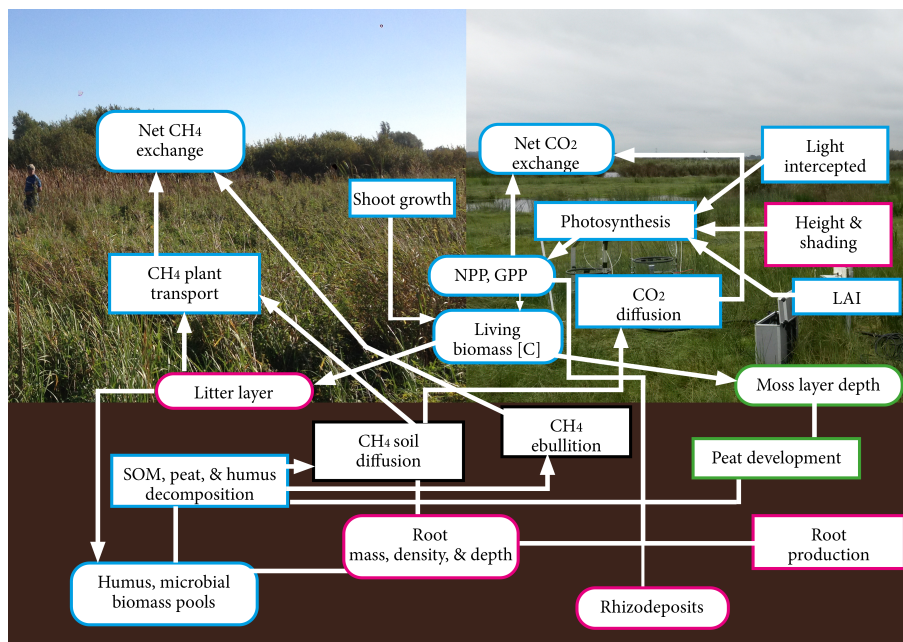 Net CH4
exchange
Net CO2
exchange
Light
intercepted
Shoot growth
Photosynthesis
Height &
shading
CH4 plant
transport
NPP, GPP
CO2
diffusion
LAI
Living
biomass [C]
Litter layer
Moss layer depth
CH4 soil
diffusion
CH4
ebullition
SOM, peat, & humus
decomposition
Peat development
Root
mass, density, & depth
Root
production
Humus, microbial
biomass pools
Rhizodeposits